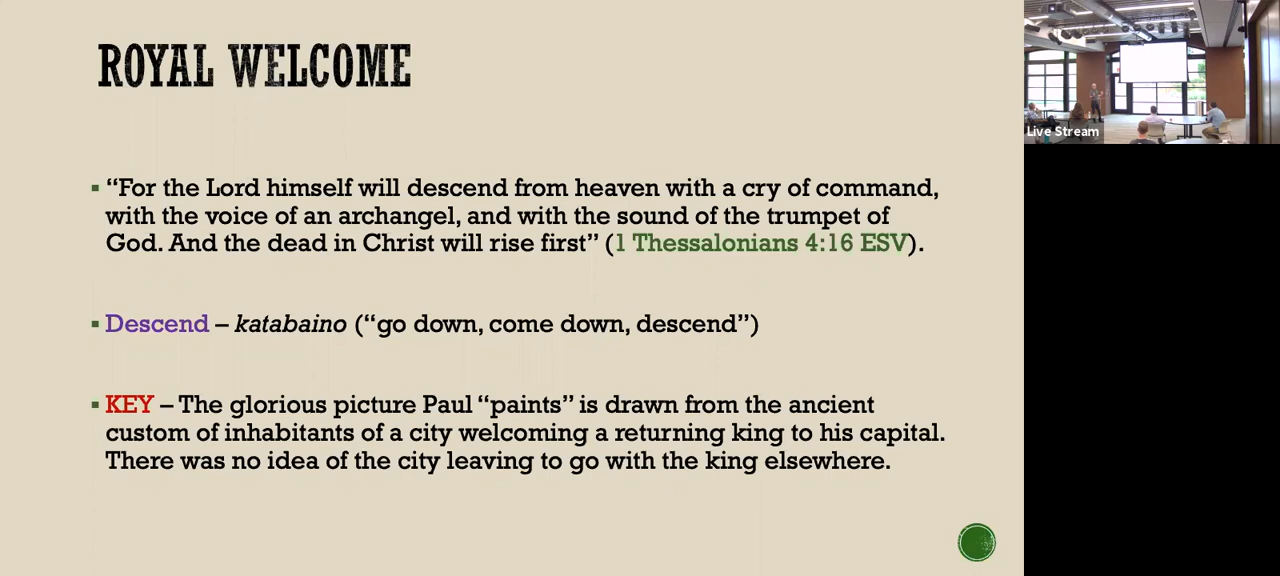 ROYAL WELCOME
▪ “For the Lord himself will descend from heaven with a cry of command,
with the voice of an archangel, and with the sound of the trumpet of
God. And the dead in Christ will rise first” (1 Thessalonians 4:16 ESV).
▪ Descend – katabaino (“go down, come down, descend”)
▪ KEY – The glorious picture Paul “paints” is drawn from the ancient
custom of inhabitants of a city welcoming a returning king to his capital.
There was no idea of the city leaving to go with the king elsewhere.
Live Stream